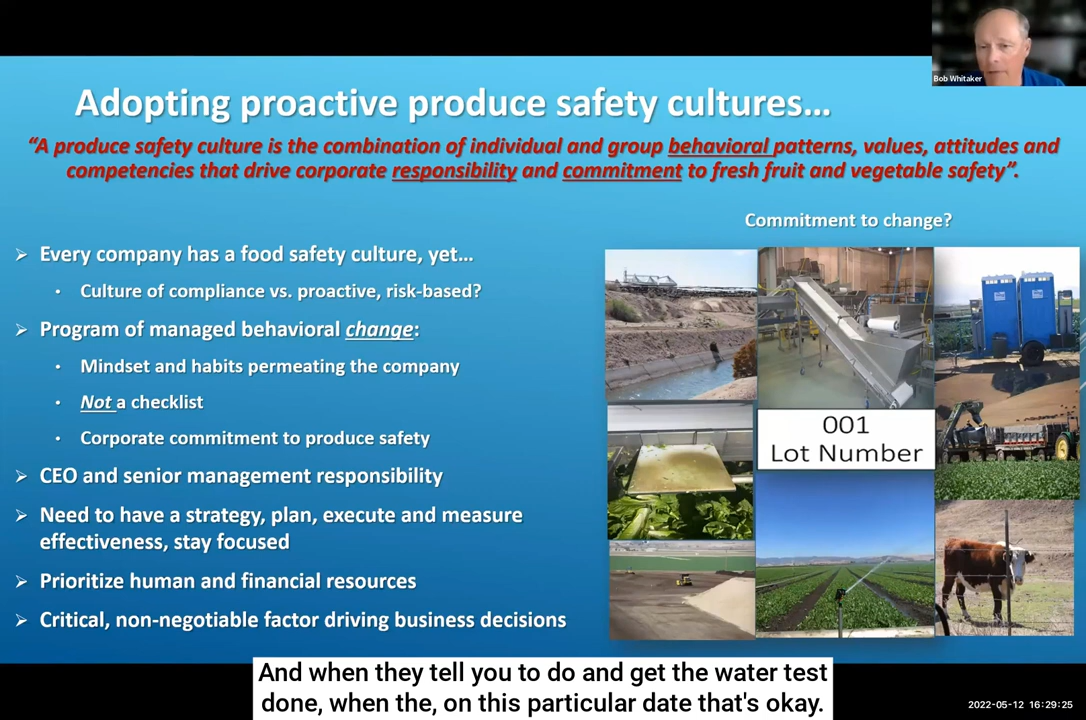 Bob Whitaker
Adopting proactive produce safety cultures...
“A produce safety culture is the combination of individual and group behavioral patterns, values, attitudes and
competencies that drive corporate responsibility and commitment to fresh fruit and vegetable safety”.
Commitment to change?
➢ Every company has a food safety culture, yet...
• Culture of compliance vs. proactive, risk-based?
➢ Program of managed behavioral change:
• Mindset and habits permeating the company
• Not a checklist
• Corporate commitment to produce safety
➢ CEO and senior management responsibility
➢ Need to have a strategy, plan, execute and measure
effectiveness, stay focused
➢ Prioritize human and financial resources
➢ Critical, non-negotiable factor driving business decisions
001
Lot Number
And when they tell you to do and get the water test
done, when the, on this particular date that's okay.
2022-05-12 16:29:25